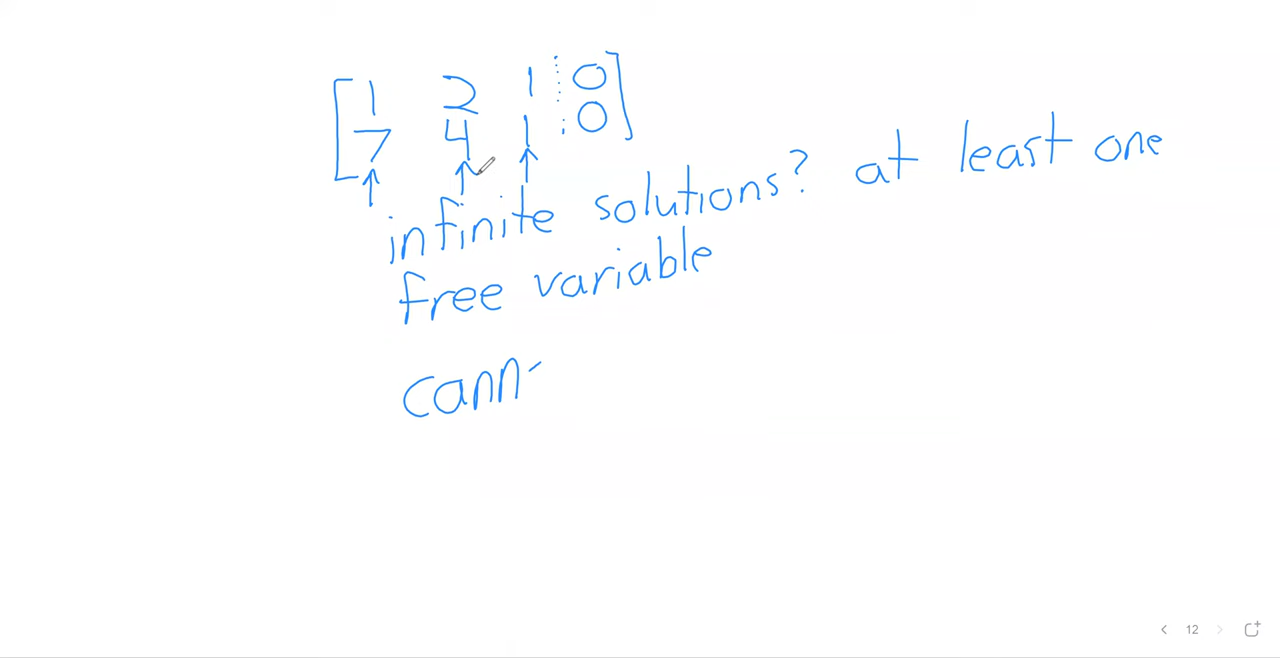 [1 2 1 ⋮ 0]
[7 4 1 ⋮ 0]
infinite solutions? at least one
free variable
cann
12